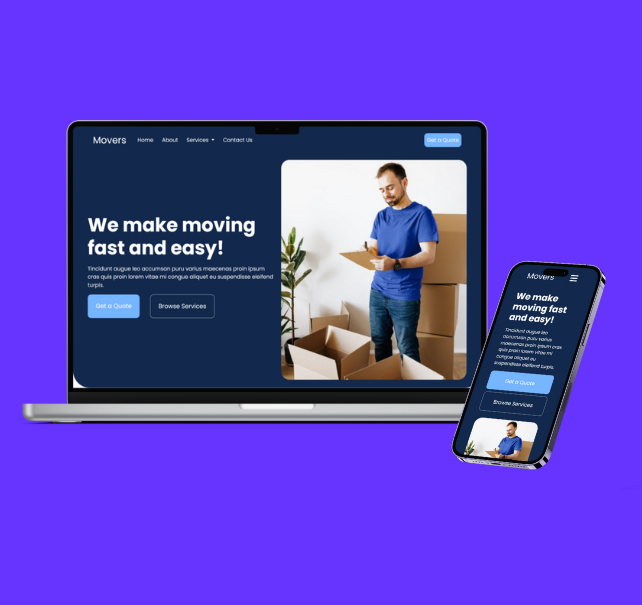 Movers Home About Services Contact Us Get a Quote
We make moving
fast and easy!
Tincidunt augue leo accumsan puru varius maecenas proin ipsum
cras quis proin lorem vitae mi congue aliquet eu suspendisse eleifend
turpis.
Get a Quote Browse Services
Movers
We make
moving fast
and easy!
Tincidunt augue leo
accumsan puru varius
maecenas proin ipsum cras
quis proin lorem vitae mi
congue aliquet eu
suspendisse eleifend turpis.
Get a Quote
Browse Services